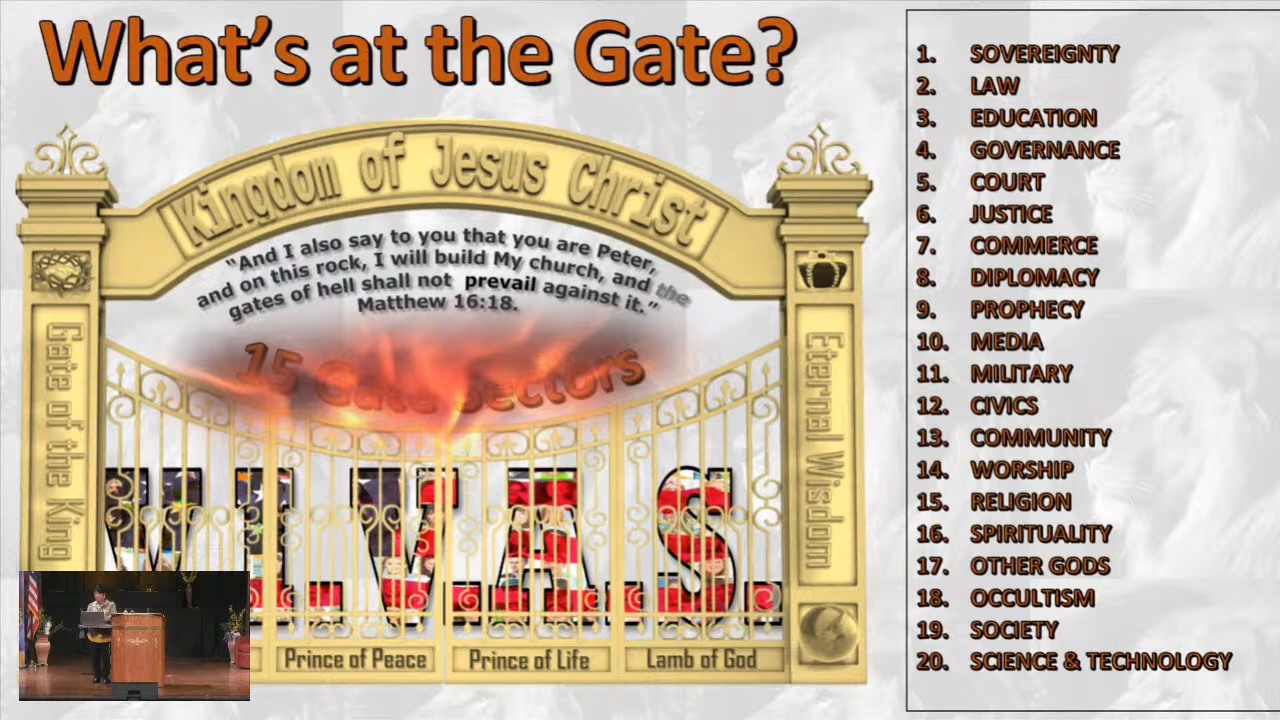 What's at the Gate?
Kingdom of Jesus Christ
"And I also say to you that you are Peter,
and on this rock, I will build My church, and the
gates of hell shall not prevail against it."
Matthew 16:18.
15 Gate Sectors
Gate of the King
Eternal Wisdom
V.A.S.
Prince of Peace
Prince of Life
Lamb of God
1. SOVEREIGNTY
2. LAW
3. EDUCATION
4. GOVERNANCE
5. COURT
6. JUSTICE
7. COMMERCE
8. DIPLOMACY
9. PROPHECY
10. MEDIA
11. MILITARY
12. CIVICS
13. COMMUNITY
14. WORSHIP
15. RELIGION
16. SPIRITUALITY
17. OTHER GODS
18. OCCULTISM
19. SOCIETY
20. SCIENCE & TECHNOLOGY